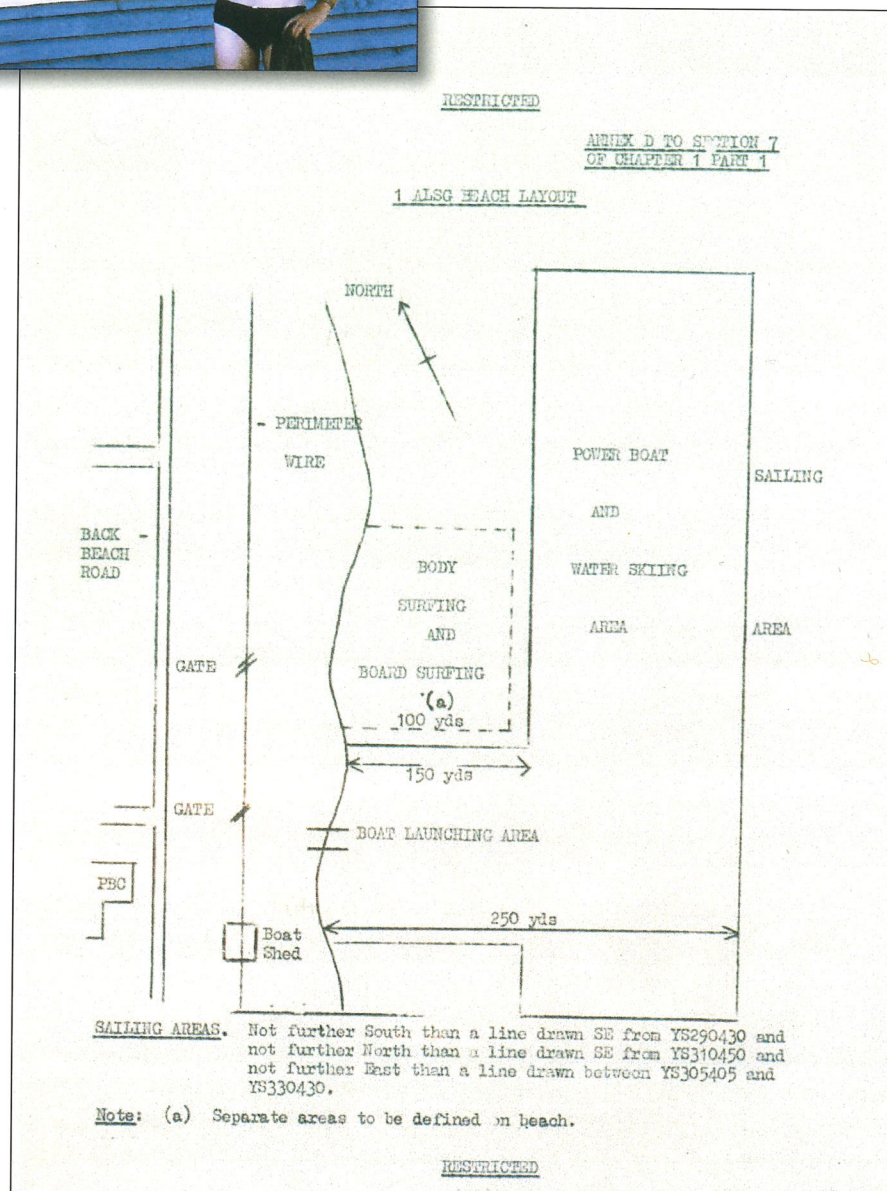 RESTRICTED
ANNEX D TO SECTION 7
OF CHAPTER 1 PART 1
1 ALSG BEACH LAYOUT
NORTH
PERIMETER
WIRE
POWER BOAT
AND
WATER SKIING
AREA
SAILING
AREA
BACK
BEACH
ROAD
BODY
SURFING
AND
BOARD SURFING
(a)
100 yds
GATE
150 yds
GATE
BOAT LAUNCHING AREA
PBC
250 yds
Boat
Shed
SAILING AREAS. Not further South than a line drawn SE from YS290430 and
not further North than a line drawn SE from YS310450 and
not further East than a line drawn between YS305405 and
YS330430.
Note: (a) Separate areas to be defined on beach.
RESTRICTED